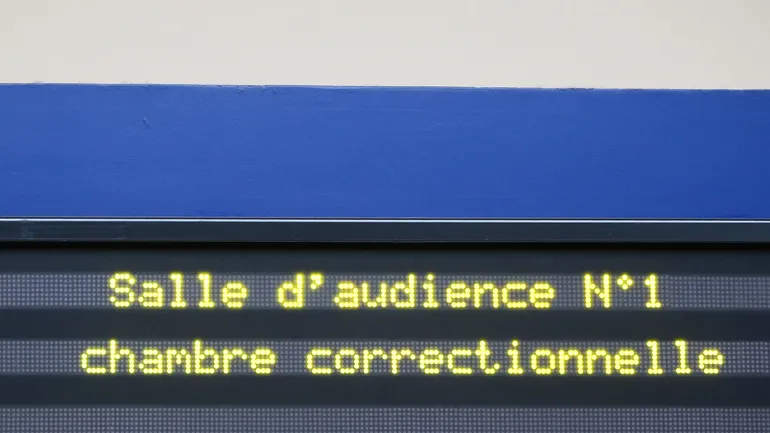 Salle d'audience N°1
chambre correctionnelle